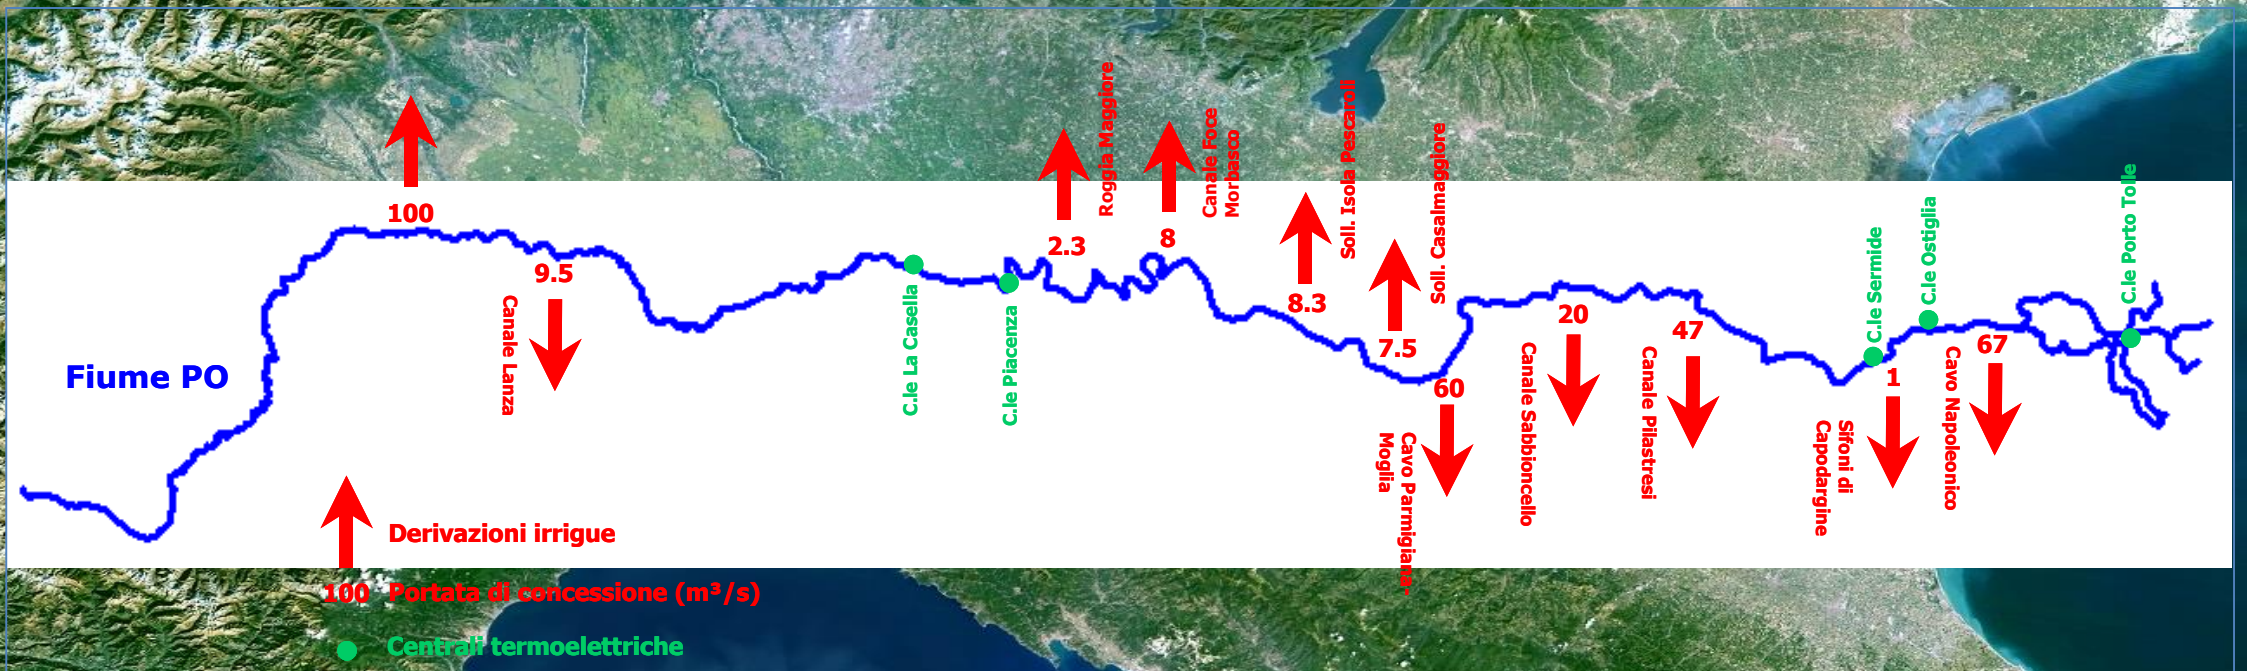 Roggia Maggiore
Canale Foce
Morbasco
Soll. Isola Pescaroli
Soll. Casalmaggiore
C.le Porto Tolle
C.le Ostiglia
C.le Sermide
100
2.3
8
9.5
8.3
7.5
20
47
67
1
60
Canale Lanza
C.le La Casella
C.le Piacenza
Fiume PO
Canale Sabbioncello
Canale Pilastresi
Cavo Napoleonico
Sifoni di
Capodargine
Cavo Parmigiana-
Moglia
Derivazioni irrigue
100 Portata di concessione (m³/s)
Centrali termoelettriche